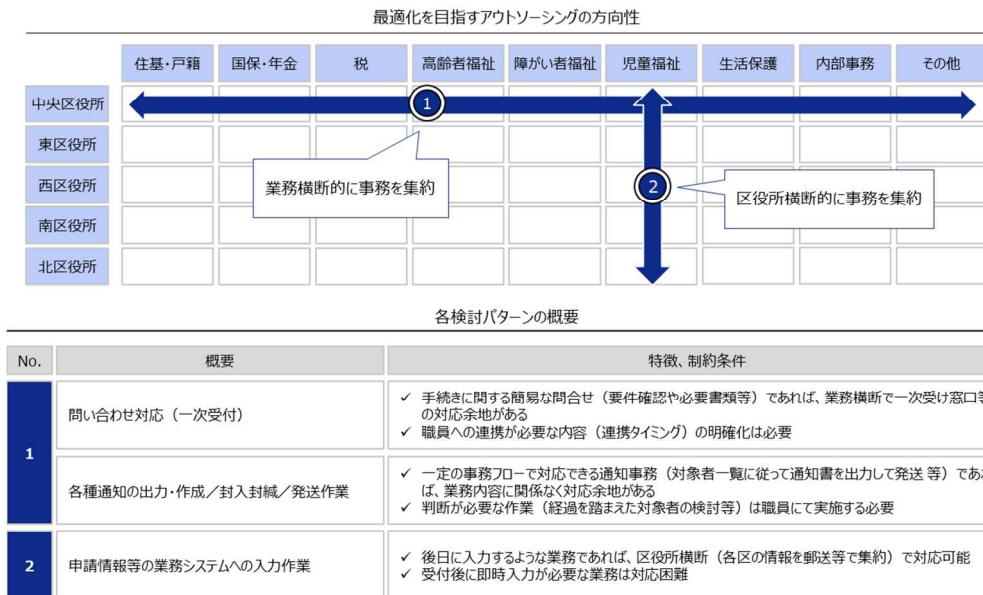 最適化を目指すアウトソーシングの方向性
住基・戸籍 国保・年金 税 高齢者福祉 障がい者福祉 児童福祉 生活保護 内部事務 その他
中央区役所
1
東区役所
業務横断的に事務を集約
西区役所
2
区役所横断的に事務を集約
南区役所
北区役所
各検討パターンの概要
No. 概要 特徴、制約条件
1
問い合わせ対応（一次受付）
✓ 手続きに関する簡易な問合せ（要件確認や必要書類等）であれば、業務横断で一次受け窓口等
の対応余地がある
✓ 職員への連携が必要な内容（連携タイミング）の明確化は必要
各種通知の出力・作成／封入封緘／発送作業
✓ 一定の事務フローで対応できる通知事務（対象者一覧に従って通知書を出力して発送 等）であ
ば、業務内容に関係なく対応余地がある
✓ 判断が必要な作業（経過を踏まえた対象者の検討等）は職員にて実施する必要
2
申請情報等の業務システムへの入力作業
✓ 後日に入力するような業務であれば、区役所横断（各区の情報を郵送等で集約）で対応可能
✓ 受付後に即時入力が必要な業務は対応困難